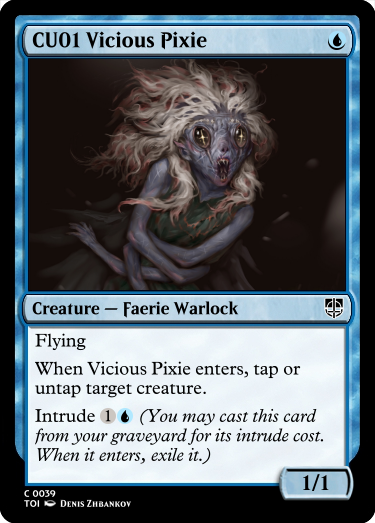 CU01 Vicious Pixie
Creature — Faerie Warlock
Flying
When Vicious Pixie enters, tap or
untap target creature.
Intrude 1 (You may cast this card
from your graveyard for its intrude cost.
When it enters, exile it.)
1/1
C 0039
TOI Denis Zhbankov